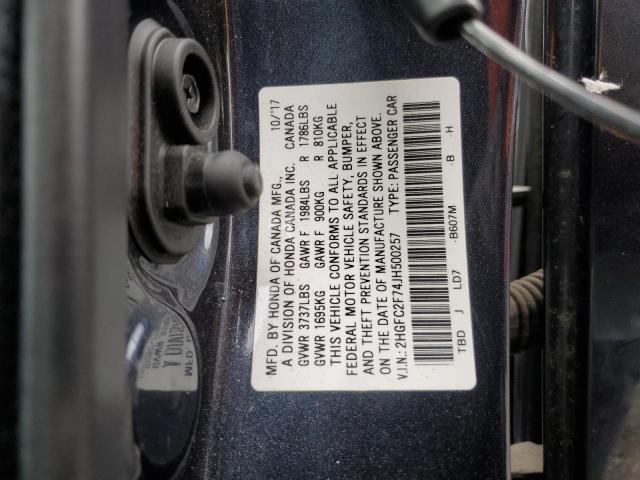 MFD. BY HONDA OF CANADA MFG., 10/'17
A DIVISION OF HONDA CANADA INC. CANADA
GVWR 3737LBS GAWR F 1984LBS R 1786LBS
GVWR 1695KG GAWR F 900KG R 810KG
THIS VEHICLE CONFORMS TO ALL APPLICABLE
FEDERAL MOTOR VEHICLE SAFETY, BUMPER,
AND THEFT PREVENTION STANDARDS IN EFFECT
ON THE DATE OF MANUFACTURE SHOWN ABOVE.
V.I.N.: 2HGFC2F74JH500257 TYPE: PASSENGER CAR
TBD J LD7 -B607M -B -H